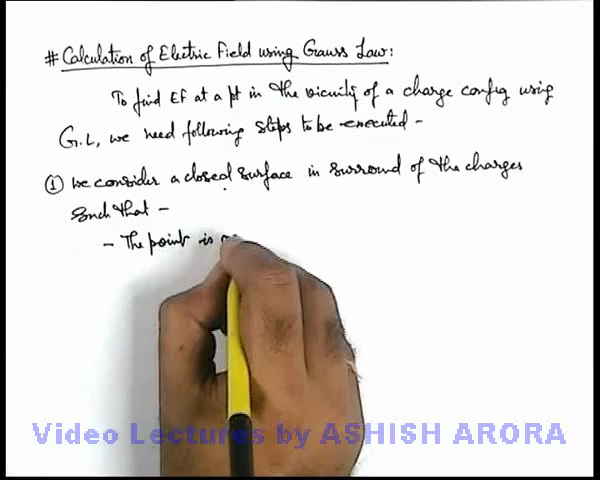 # Calculation of Electric Field using Gauss Law:
To find EF at a pt in the vicinity of a charge config using
G.L, we need following steps to be executed -
① We consider a closed surface in surround of the charges
Such that -
- The point is
Video Lectures by ASHISH ARORA